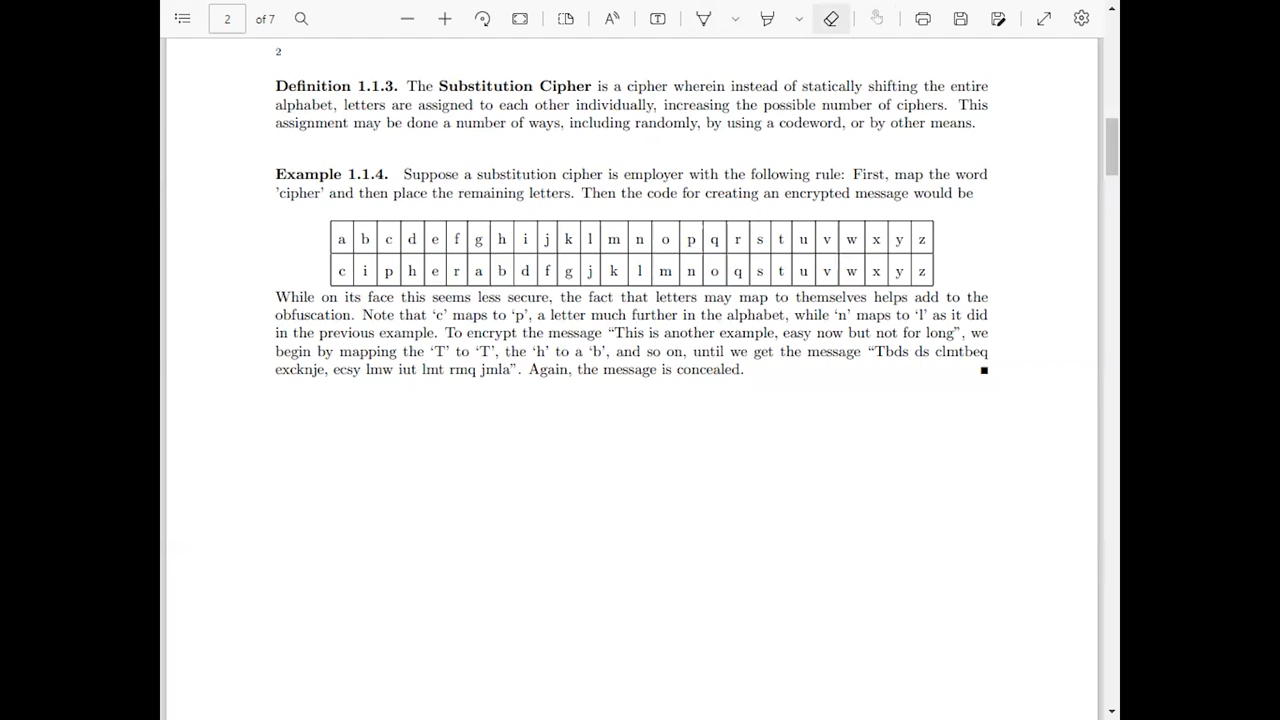 2 of 7
2
Definition 1.1.3. The Substitution Cipher is a cipher wherein instead of statically shifting the entire
alphabet, letters are assigned to each other individually, increasing the possible number of ciphers. This
assignment may be done a number of ways, including randomly, by using a codeword, or by other means.
Example 1.1.4. Suppose a substitution cipher is employer with the following rule: First, map the word
'cipher' and then place the remaining letters. Then the code for creating an encrypted message would be
a b c d e f g h i j k l m n o p q r s t u v w x y z
c i p h e r a b d f g j k l m n o q s t u v w x y z
While on its face this seems less secure, the fact that letters may map to themselves helps add to the
obfuscation. Note that ‘c’ maps to ‘p’, a letter much further in the alphabet, while ‘n’ maps to ‘l’ as it did
in the previous example. To encrypt the message “This is another example, easy now but not for long”, we
begin by mapping the ‘T’ to ‘T’, the ‘h’ to a ‘b’, and so on, until we get the message “Tbds ds clmtbeq
excknje, ecsy lmw iut lmt rmq jmla”. Again, the message is concealed.